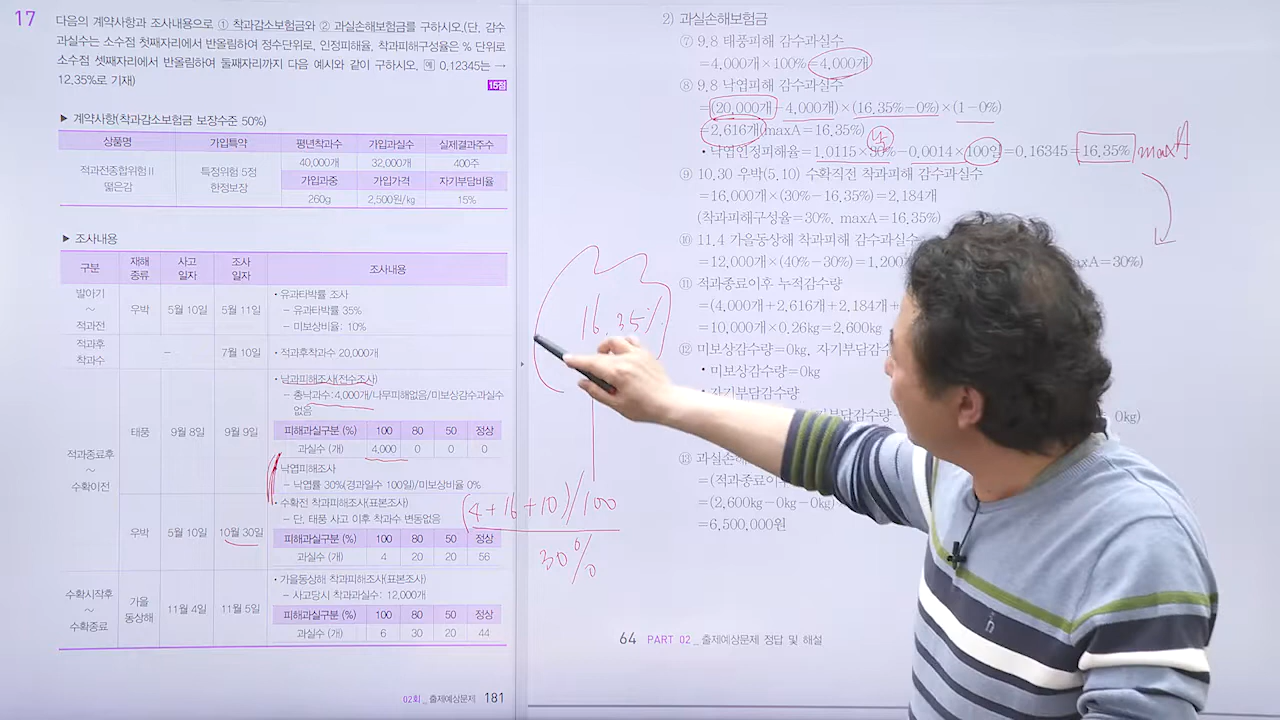 17
다음의 계약사항과 조사내용으로 ① 착과감소보험금와 ② 과실손해보험금를 구하시오.(단, 감수
과실수는 소수점 첫째자리에서 반올림하여 정수단위로, 인정피해율, 착과피해구성율은 % 단위로
소수점 셋째자리에서 반올림하여 둘째자리까지 다음 예시와 같이 구하시오. 예 0.12345는 →
12.35%로 기재)
15점
▶ 계약사항(착과감소보험금 보장수준 50%)
상품명 가입특약 평년착과수 가입과실수 실제결과주수
적과전종합위험Ⅱ 떫은감 특정위험 5종 한정보장 40,000개 32,000개 400주
가입과중 가입가격 자기부담비율
260g 2,500원/kg 15%
▶ 조사내용
구분 재해종류 사고일자 조사일자 조사내용
발아기 ~ 적과전 우박 5월 10일 5월 11일
• 유과타박률 조사
– 유과타박률 35%
– 미보상비율: 10%
적과후 착과수 – 7월 10일 • 적과후착과수 20,000개
적과종료후 ~ 수확이전
태풍 9월 8일 9월 9일
• 낙과피해조사(전수조사)
– 총낙과수: 4,000개/나무피해없음/미보상감수과실수
없음
피해과실구분 (%) 100 80 50 정상
과실수 (개) 4,000 0 0 0
• 낙엽피해조사
– 낙엽률 30%(경과일수 100일)/미보상비율 0%
우박 5월 10일 10월 30일
• 수확전 착과피해조사(표본조사)
– 단, 태풍 사고 이후 착과수 변동없음
피해과실구분 (%) 100 80 50 정상
과실수 (개) 4 20 20 56
수확시작후 ~ 수확종료 가을동상해 11월 4일 11월 5일
• 가을동상해 착과피해조사(표본조사)
– 사고당시 착과과실수: 12,000개
피해과실구분 (%) 100 80 50 정상
과실수 (개) 6 30 20 44
02회 _ 출제예상문제 181
2) 과실손해보험금
⑦ 9.8 태풍피해 감수과실수
=4,000개×100%=4,000개
⑧ 9.8 낙엽피해 감수과실수
=(20,000개－4,000개)×(16.35%－0%)×(1－0%)
=2,616개(maxA=16.35%)
• 낙엽인정피해율=1.0115×30%－0.0014×100일=0.16345=16.35% maxA
⑨ 10.30 우박(5.10) 수확직전 착과피해 감수과실수
=16,000개×(30%－16.35%)=2,184개
(착과피해구성율=30%, maxA=16.35%)
⑩ 11.4 가을동상해 착과피해 감수과실수
=12,000개×(40%－30%)=1,200개
axA=30%)
⑪ 적과종료이후 누적감수량
=(4,000개+2,616개+2,184개+
=10,000개×0.26kg=2,600kg
⑫ 미보상감수량=0kg, 자기부담감수
• 미보상감수량=0kg
• 자기부담감수량
부담감수량
0kg)
⑬ 과실손해
=(적과종료이
=(2,600kg－0kg－0kg)
=6,500,000원
16.35%
(4+16+10)/100
30%
64 PART 02 _ 출제예상문제 정답 및 해설